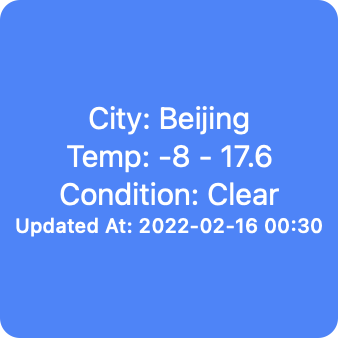 City: Beijing
Temp: -8 - 17.6
Condition: Clear
Updated At: 2022-02-16 00:30